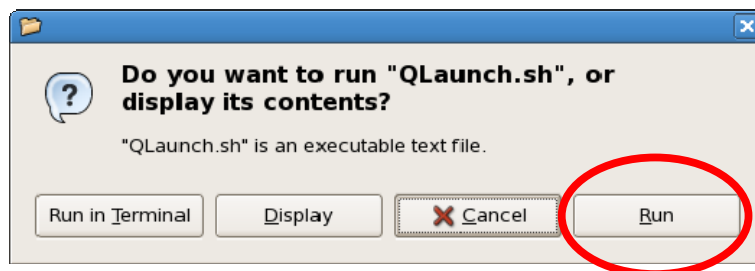 Do you want to run "QLaunch.sh", or
display its contents?
"QLaunch.sh" is an executable text file.
Run in Terminal Display Cancel Run